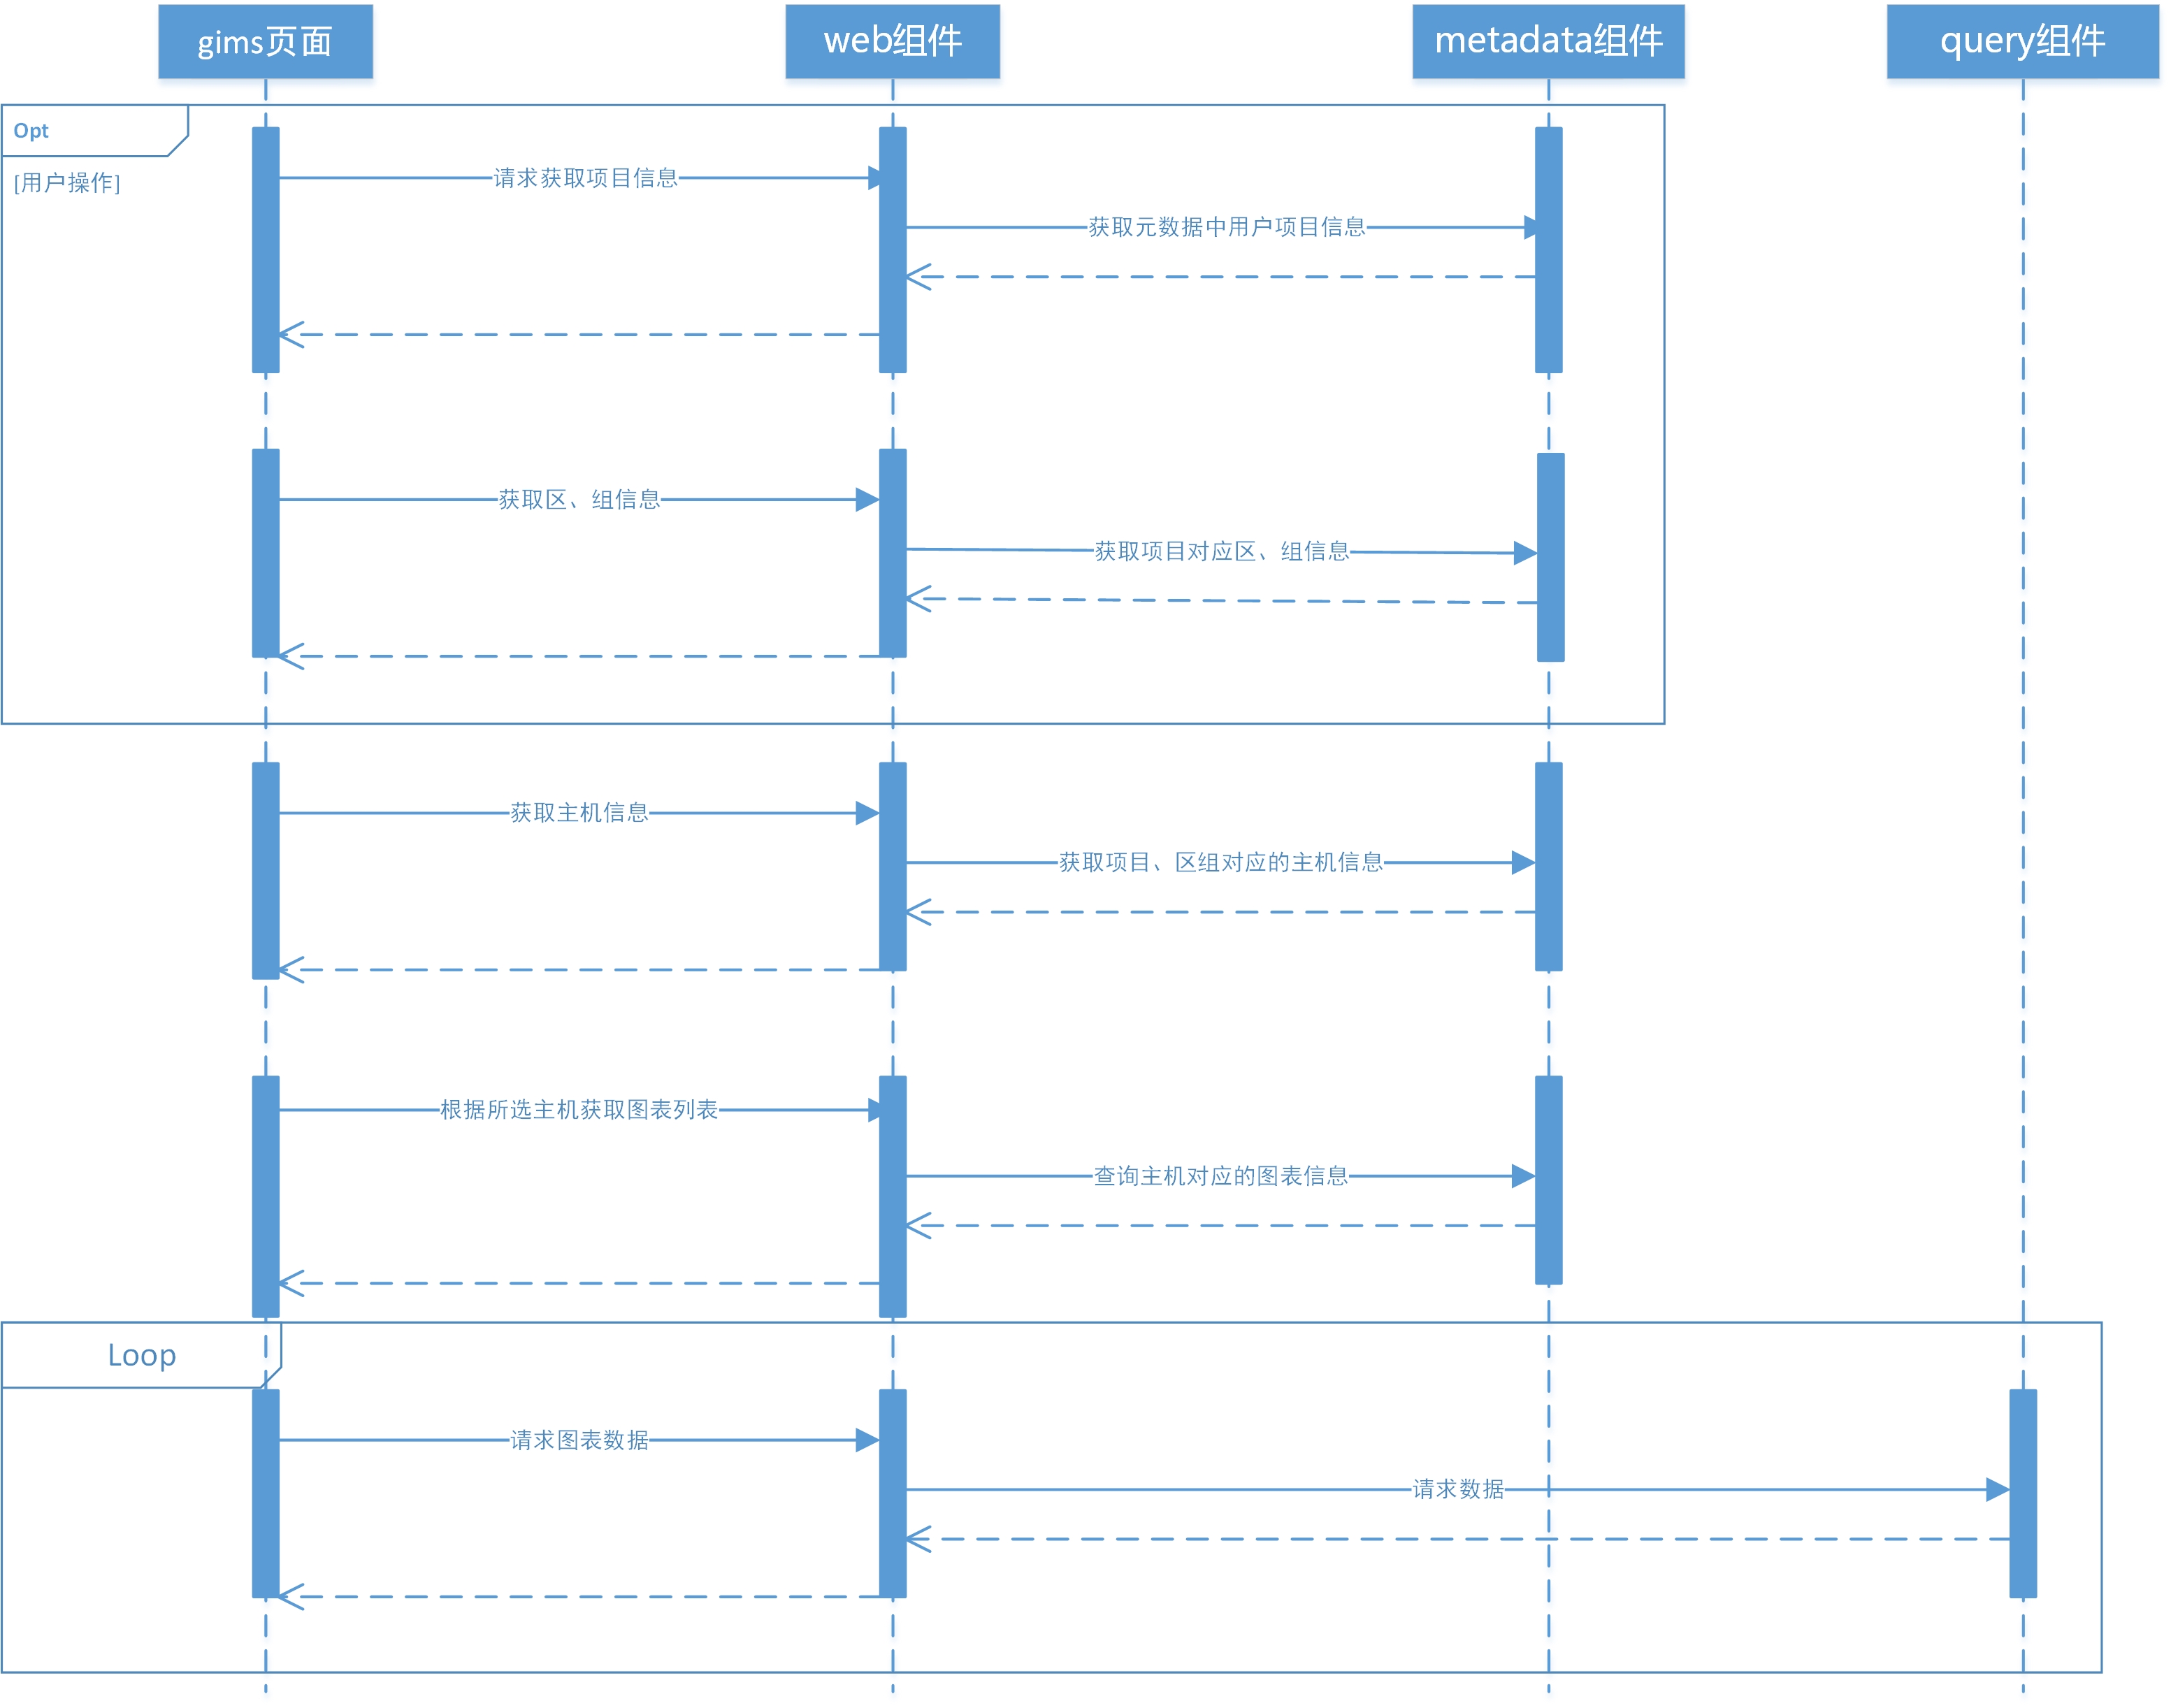 gims页面
web组件
metadata组件
query组件
Opt
[用户操作]
请求获取项目信息
获取元数据中用户项目信息
获取区、组信息
获取项目对应区、组信息
获取主机信息
获取项目、区组对应的主机信息
根据所选主机获取图表列表
查询主机对应的图表信息
Loop
请求图表数据
请求数据